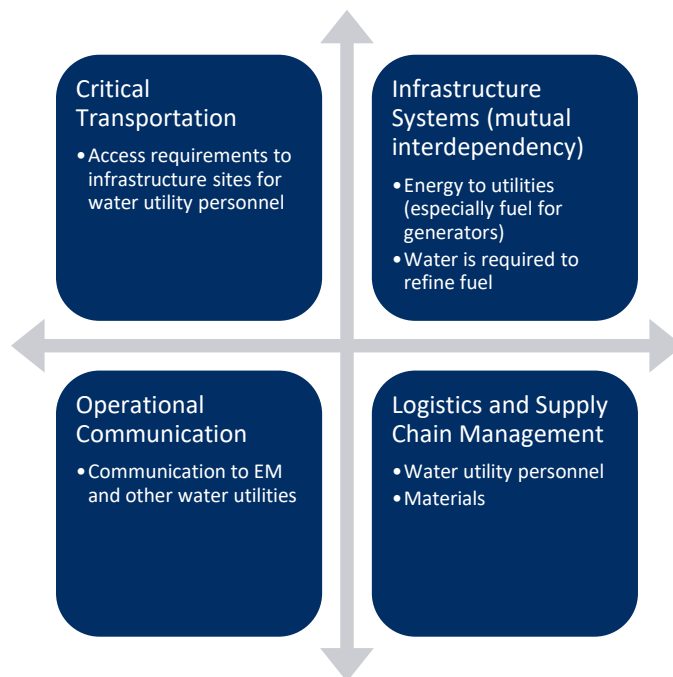 Critical
Transportation
•Access requirements to
infrastructure sites for
water utility personnel
Infrastructure
Systems (mutual
interdependency)
•Energy to utilities
(especially fuel for
generators)
•Water is required to
refine fuel
Operational
Communication
•Communication to EM
and other water utilities
Logistics and Supply
Chain Management
•Water utility personnel
•Materials